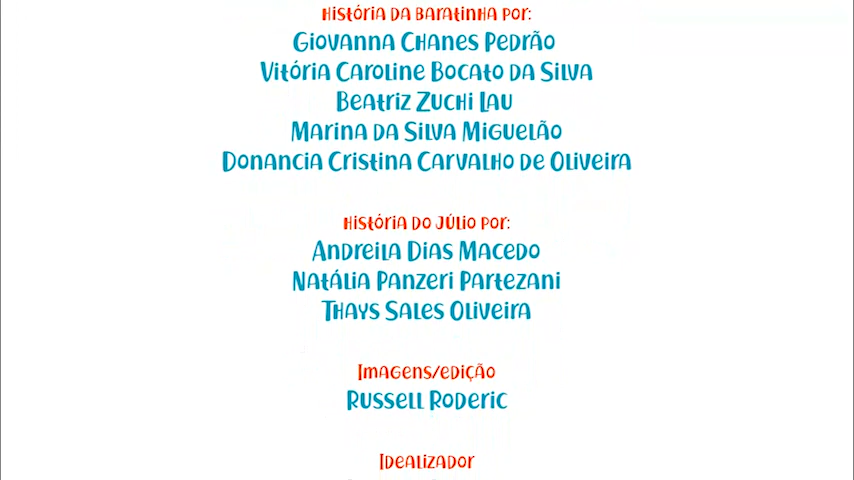 História da Baratinha por:
Giovanna Chanes Pedrão
Vitória Caroline Bocato da Silva
Beatriz Zuchi Lau
Marina da Silva Miguelão
Donancia Cristina Carvalho de Oliveira
História do Júlio por:
Andreila Dias Macedo
Natália Panzeri Partezani
Thays Sales Oliveira
Imagens/edição
Russell Roderic
Idealizador